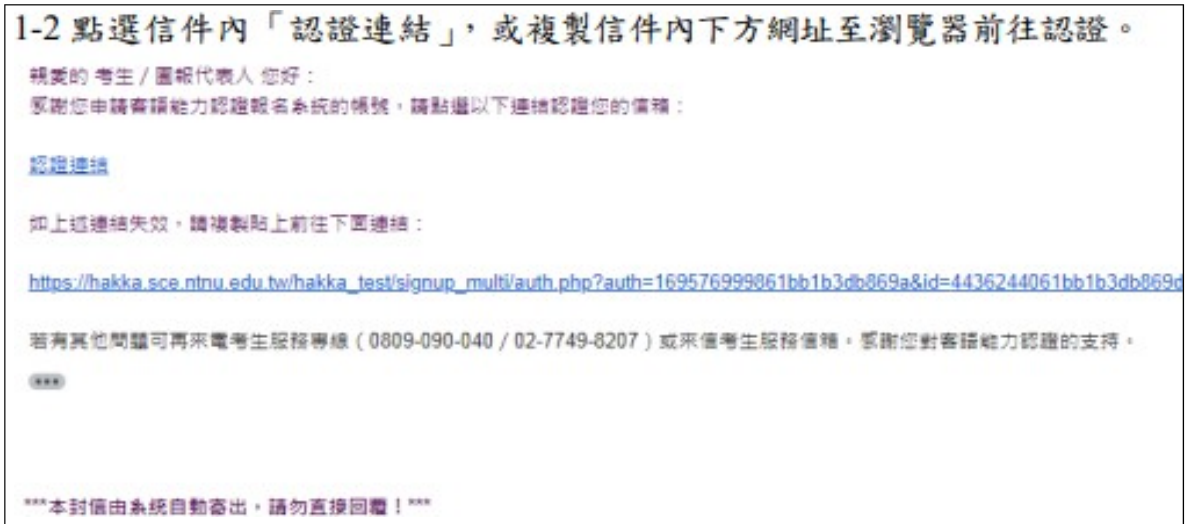 1-2 點選信件內「認證連結」，或複製信件內下方網址至瀏覽器前往認證。
親愛的 考生 / 團報代表人 您好：
感謝您申請客語能力認證報名系統的帳號，請點選以下連結認證您的信箱：
認證連結
如上述連結失效，請複製貼上前往下面連結：
https://hakka.sce.ntnu.edu.tw/hakka_test/signup_multi/auth.php?auth=169576999861bb1b3db869a&id=4436244061bb1b3db869d
若有其他問題可再來電考生服務專線（0809-090-040 / 02-7749-8207）或來信考生服務信箱，感謝您對客語能力認證的支持。
***本封信由系統自動寄出，請勿直接回覆！***